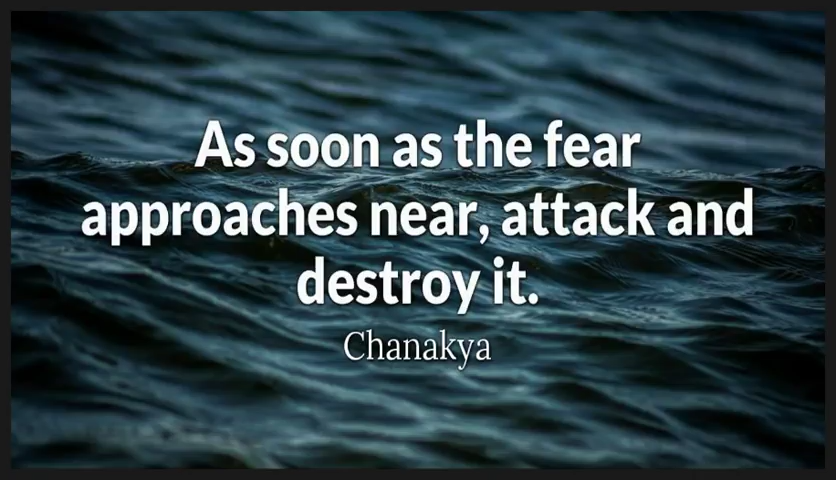 As soon as the fear
approaches near, attack and
destroy it.
Chanakya